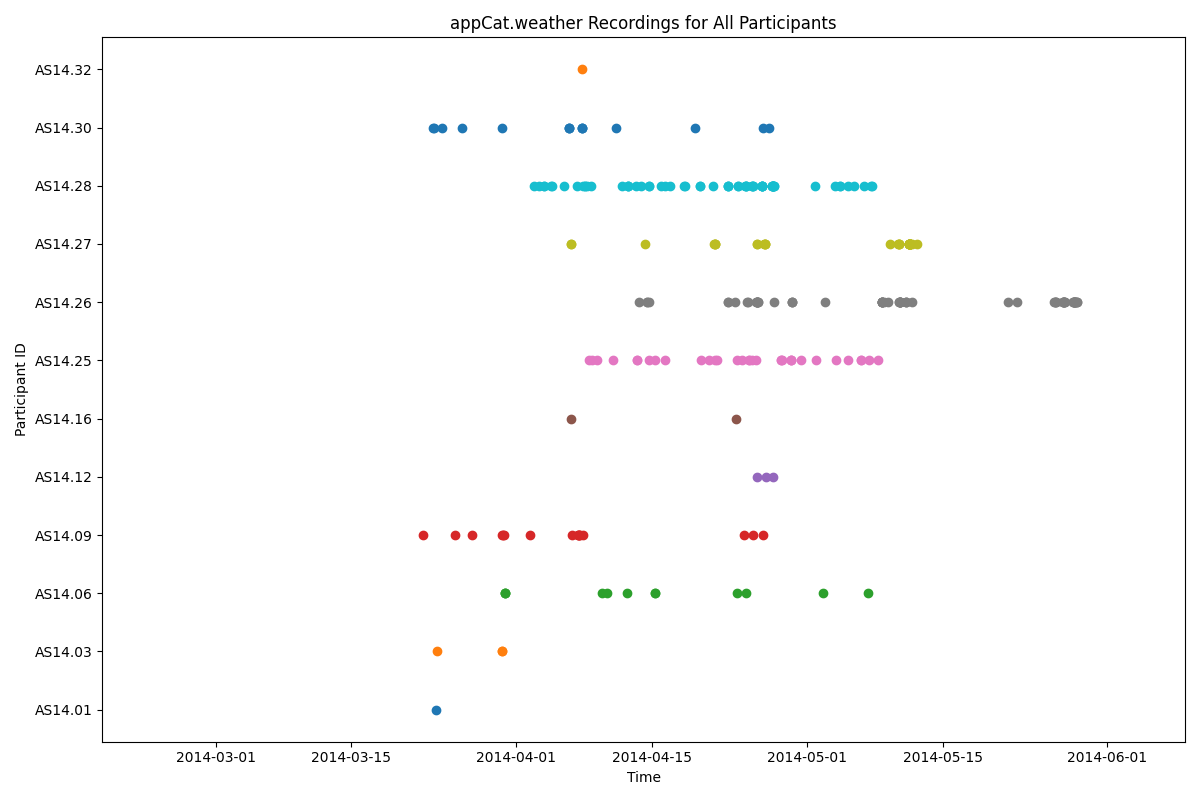 appCat.weather Recordings for All Participants
AS14.32
AS14.30
AS14.28
AS14.27
AS14.26
AS14.25
AS14.16
AS14.12
AS14.09
AS14.06
AS14.03
AS14.01
Participant ID
2014-03-01 2014-03-15 2014-04-01 2014-04-15 2014-05-01 2014-05-15 2014-06-01
Time